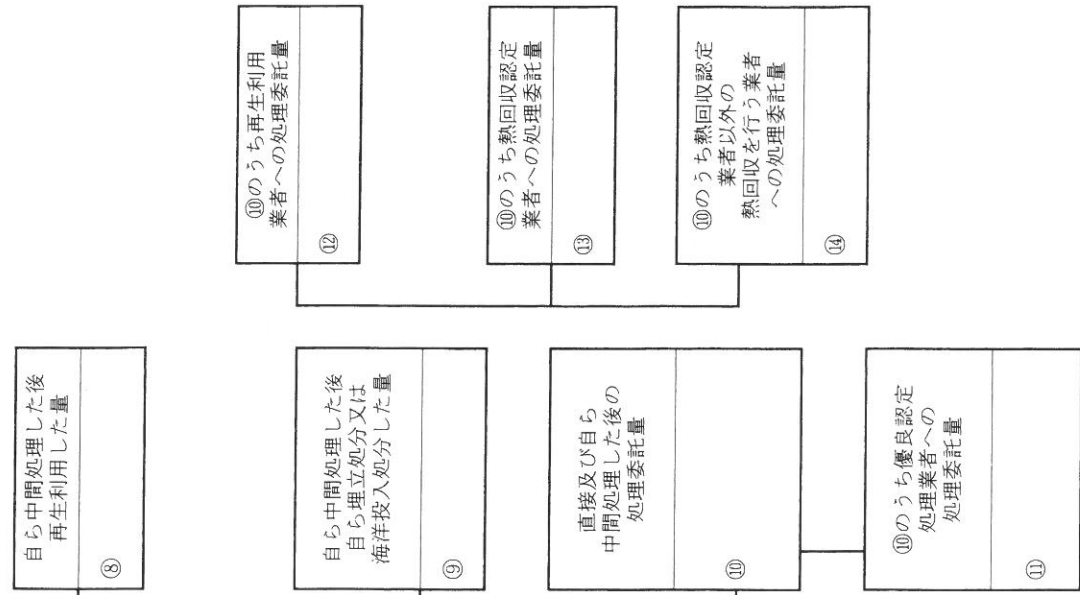 自ら中間処理した後
再生利用した量
⑧
自ら中間処理した後
自ら埋立処分又は
海洋投入処分した量
⑨
直接及び自ら
中間処理した後の
処理委託量
⑩
⑩のうち優良認定
処理業者への
処理委託量
⑪
⑩のうち再生利用
業者への処理委託量
⑫
⑩のうち熱回収認定
業者への処理委託量
⑬
⑩のうち熱回収認定
業者以外の
熱回収を行う業者
への処理委託量
⑭